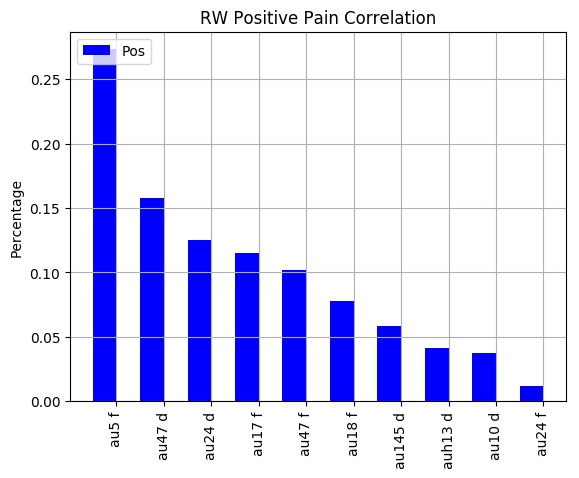 RW Positive Pain Correlation
Pos
Percentage
0.25
0.20
0.15
0.10
0.05
0.00
au5 f
au47 d
au24 d
au17 f
au47 f
au18 f
au145 d
auh13 d
au10 d
au24 f